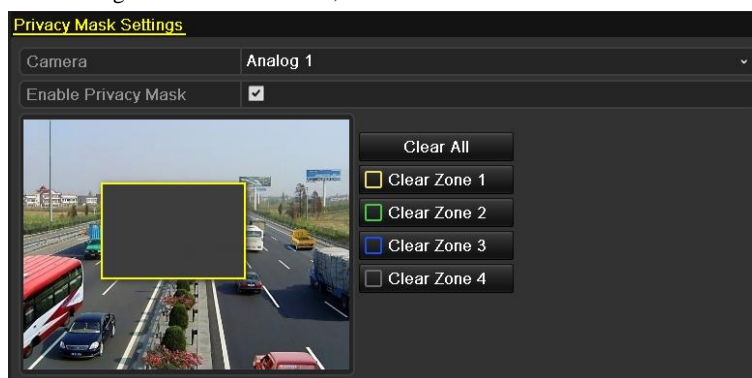 Privacy Mask Settings
Camera Analog 1
Enable Privacy Mask
Clear All
Clear Zone 1
Clear Zone 2
Clear Zone 3
Clear Zone 4